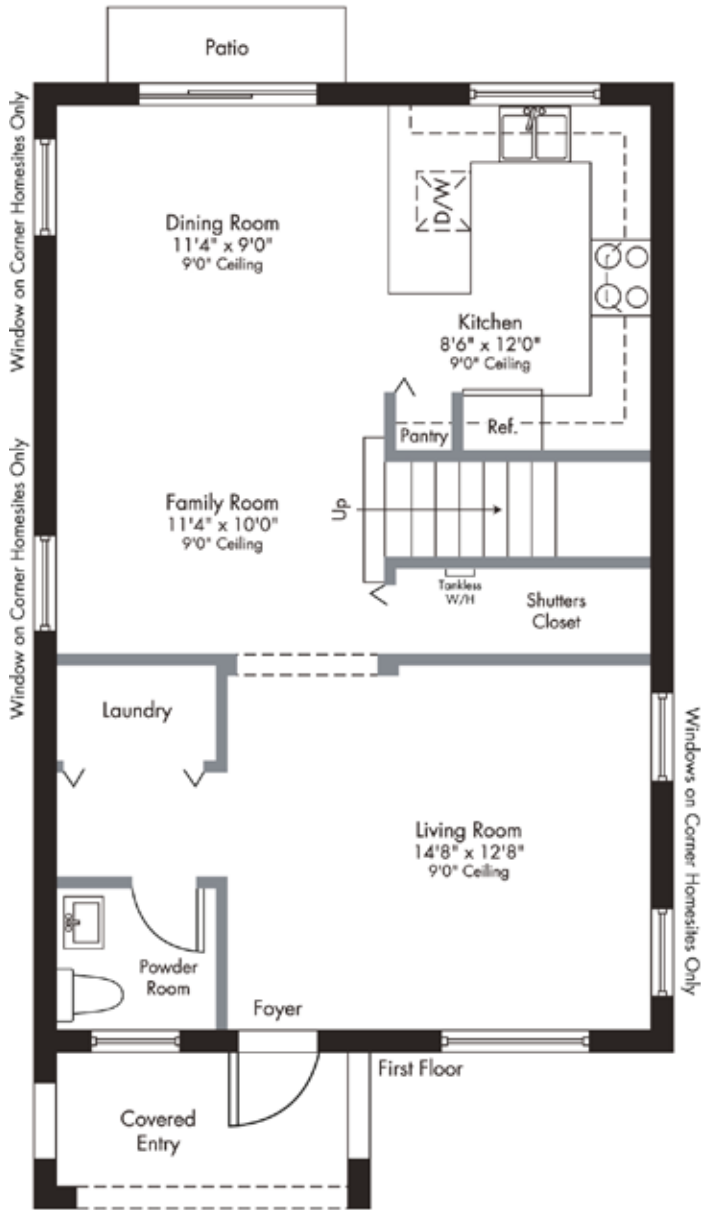 Patio
Window on Corner Homesites Only
Dining Room
11'4" x 9'0"
9'0" Ceiling
D/W
Kitchen
8'6" x 12'0"
9'0" Ceiling
Pantry
Ref.
Window on Corner Homesites Only
Family Room
11'4" x 10'0"
9'0" Ceiling
Up
Tankless
W/H
Shutters
Closet
Laundry
Living Room
14'8" x 12'8"
9'0" Ceiling
Windows on Corner Homesites Only
Powder
Room
Foyer
First Floor
Covered
Entry